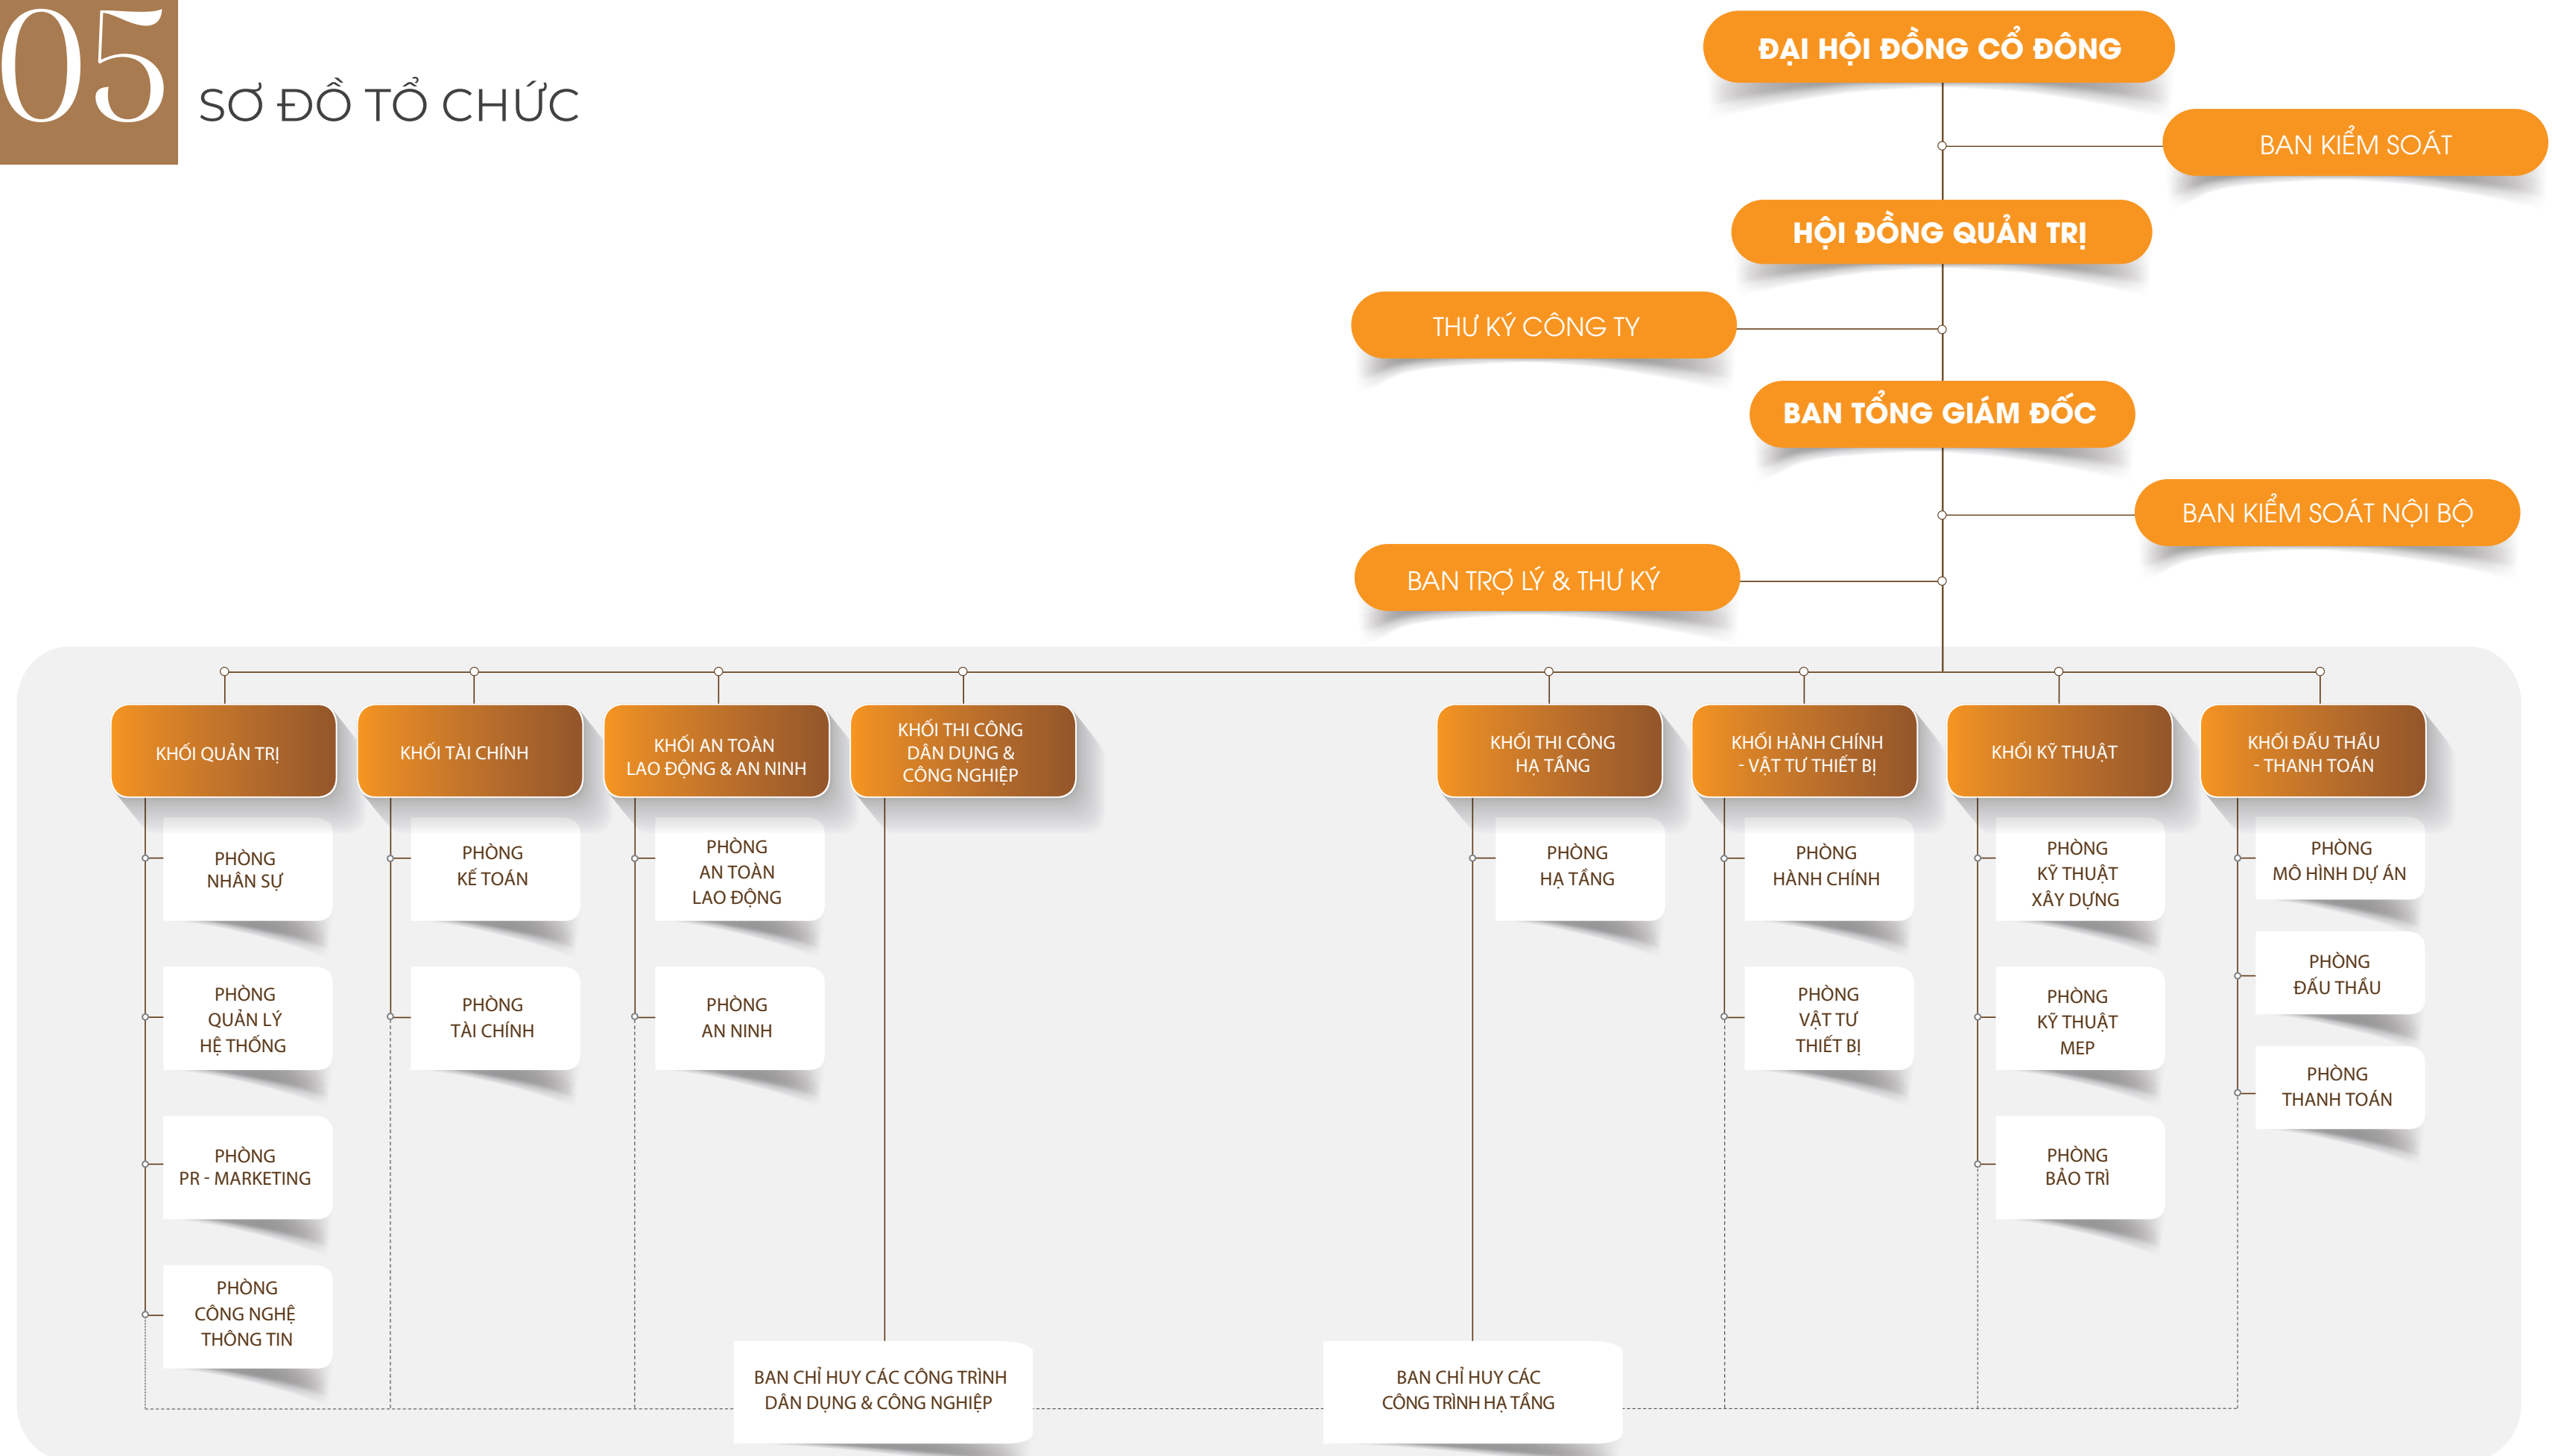 05
SƠ ĐỒ TỔ CHỨC
ĐẠI HỘI ĐỒNG CỔ ĐÔNG
BAN KIỂM SOÁT
HỘI ĐỒNG QUẢN TRỊ
THƯ KÝ CÔNG TY
BAN TỔNG GIÁM ĐỐC
BAN KIỂM SOÁT NỘI BỘ
BAN TRỢ LÝ & THƯ KÝ
KHỐI QUẢN TRỊ
PHÒNG
NHÂN SỰ
PHÒNG
QUẢN LÝ
HỆ THỐNG
PHÒNG
PR - MARKETING
PHÒNG
CÔNG NGHỆ
THÔNG TIN
KHỐI TÀI CHÍNH
PHÒNG
KẾ TOÁN
PHÒNG
TÀI CHÍNH
KHỐI AN TOÀN
LAO ĐỘNG & AN NINH
PHÒNG
AN TOÀN
LAO ĐỘNG
PHÒNG
AN NINH
KHỐI THI CÔNG
DÂN DỤNG &
CÔNG NGHIỆP
BAN CHỈ HUY CÁC CÔNG TRÌNH
DÂN DỤNG & CÔNG NGHIỆP
KHỐI THI CÔNG
HẠ TẦNG
PHÒNG
HẠ TẦNG
BAN CHỈ HUY CÁC
CÔNG TRÌNH HẠ TẦNG
KHỐI HÀNH CHÍNH
- VẬT TƯ THIẾT BỊ
PHÒNG
HÀNH CHÍNH
PHÒNG
VẬT TƯ
THIẾT BỊ
KHỐI KỸ THUẬT
PHÒNG
KỸ THUẬT
XÂY DỰNG
PHÒNG
KỸ THUẬT
MEP
PHÒNG
BẢO TRÌ
KHỐI ĐẤU THẦU
- THANH TOÁN
PHÒNG
MÔ HÌNH DỰ ÁN
PHÒNG
ĐẤU THẦU
PHÒNG
THANH TOÁN